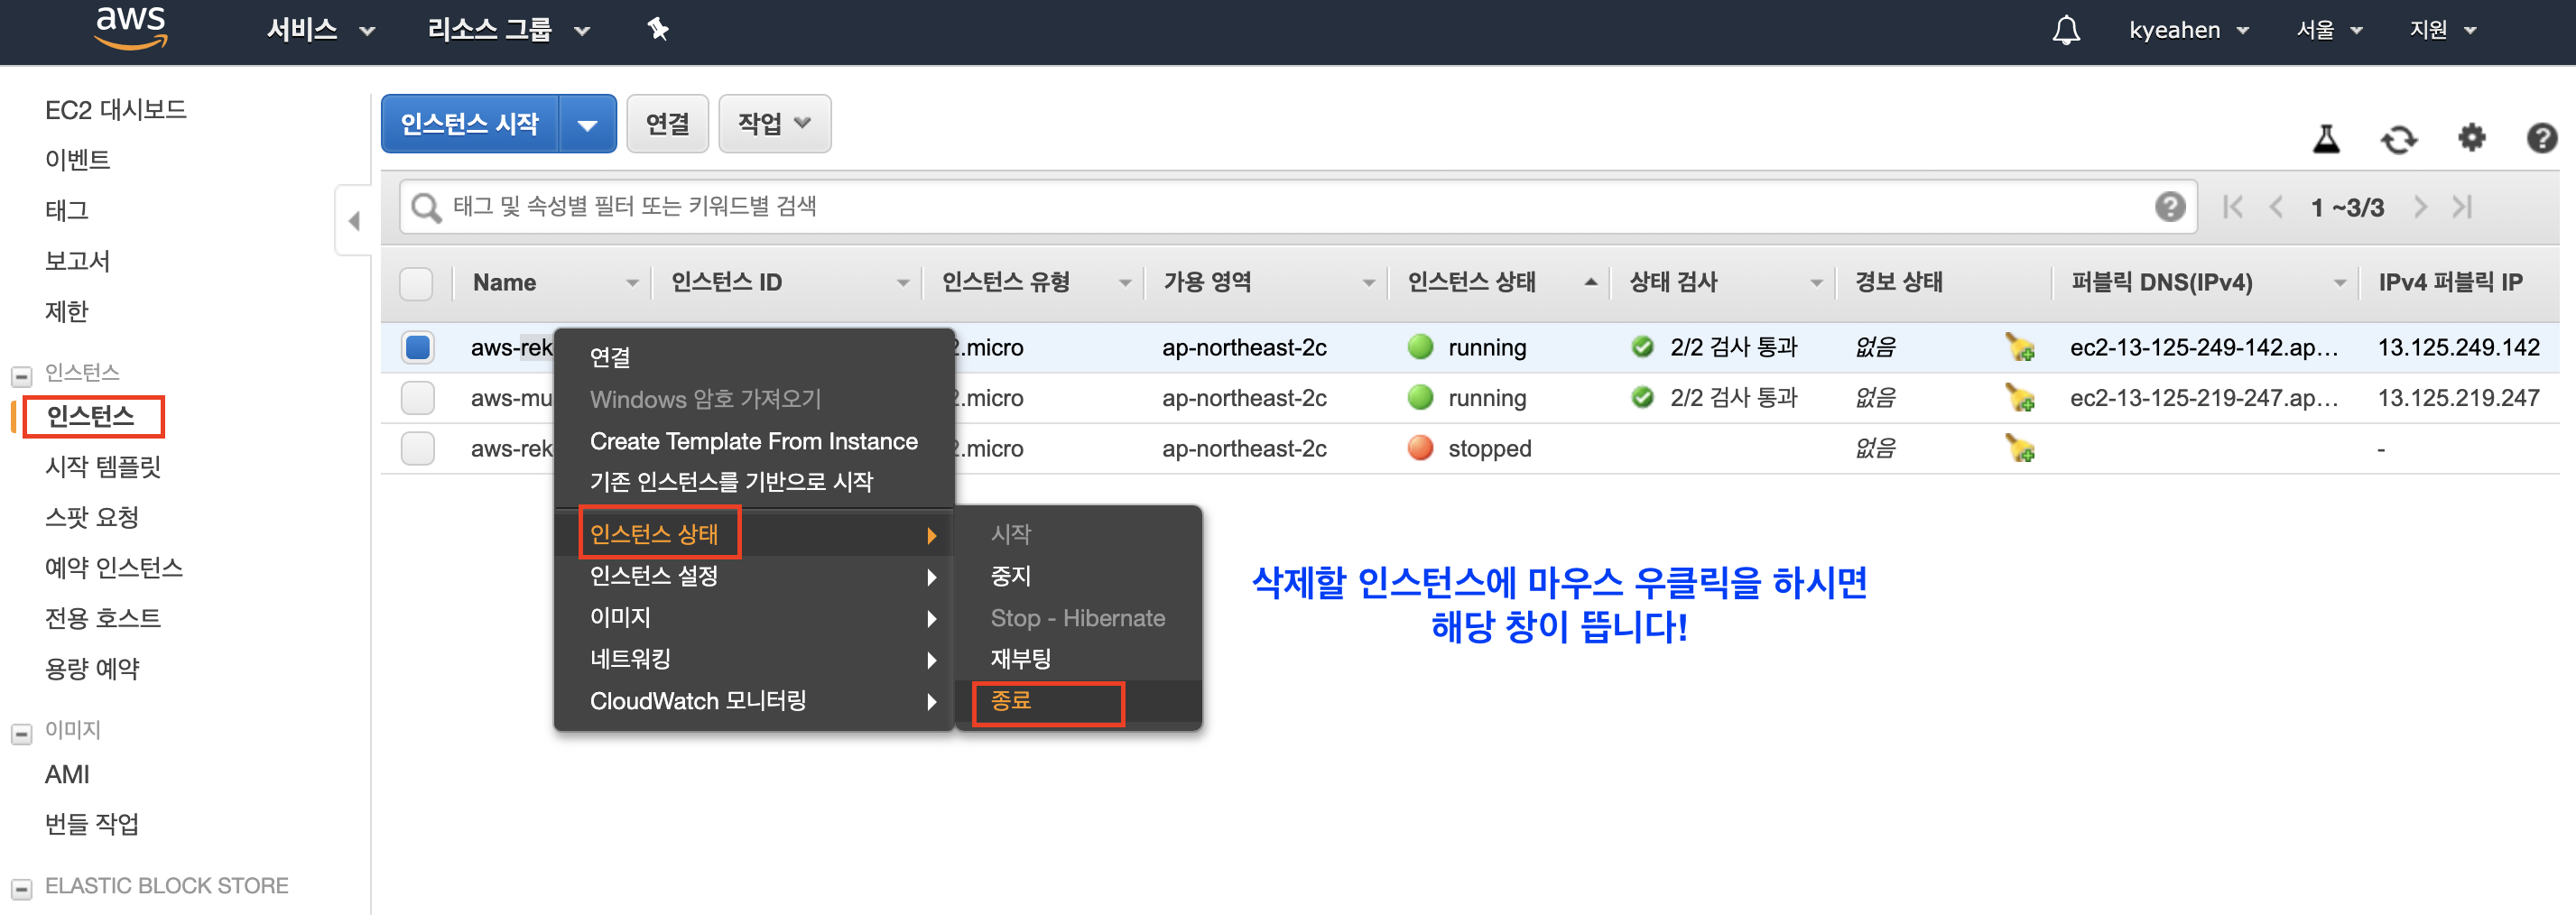 aws 서비스 리소스 그룹 kyeahen 서울 지원
EC2 대시보드
이벤트
태그
보고서
제한
인스턴스
인스턴스
시작 템플릿
스팟 요청
예약 인스턴스
전용 호스트
용량 예약
이미지
AMI
번들 작업
ELASTIC BLOCK STORE
인스턴스 시작 연결 작업
태그 및 속성별 필터 또는 키워드별 검색 1 ~3/3
Name 인스턴스 ID 인스턴스 유형 가용 영역 인스턴스 상태 상태 검사 경보 상태 퍼블릭 DNS(IPv4) IPv4 퍼블릭 IP
aws-rek .micro ap-northeast-2c running 2/2 검사 통과 없음 ec2-13-125-249-142.ap... 13.125.249.142
aws-mu .micro ap-northeast-2c running 2/2 검사 통과 없음 ec2-13-125-219-247.ap... 13.125.219.247
aws-rek .micro ap-northeast-2c stopped 없음 -
연결
Windows 암호 가져오기
Create Template From Instance
기존 인스턴스를 기반으로 시작
인스턴스 상태
인스턴스 설정
이미지
네트워킹
CloudWatch 모니터링
시작
중지
Stop - Hibernate
재부팅
종료
삭제할 인스턴스에 마우스 우클릭을 하시면
해당 창이 뜹니다!